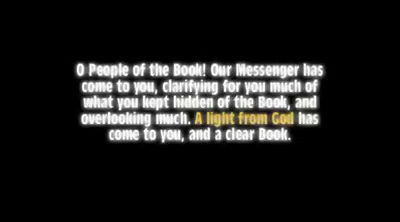 O People of the Book! Our Messenger has
come to you, clarifying for you much of
what you kept hidden of the Book, and
overlooking much. A light from God has
come to you, and a clear Book.